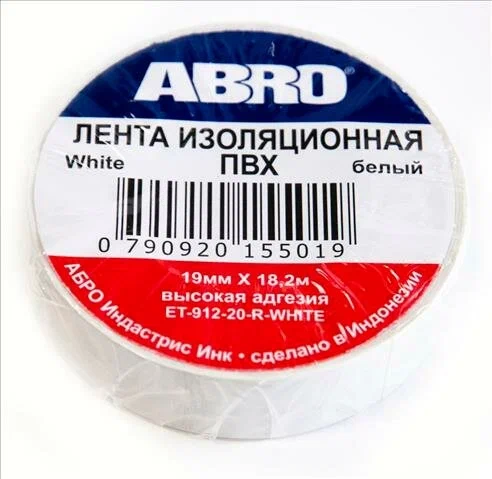 ABRO®
ЛЕНТА ИЗОЛЯЦИОННАЯ
White ПВХ белый
0 790920 155019
19мм X 18,2м
высокая адгезия
ET-912-20-R-WHITE
АБРО Индастрис Инк • сделано в Индонезии